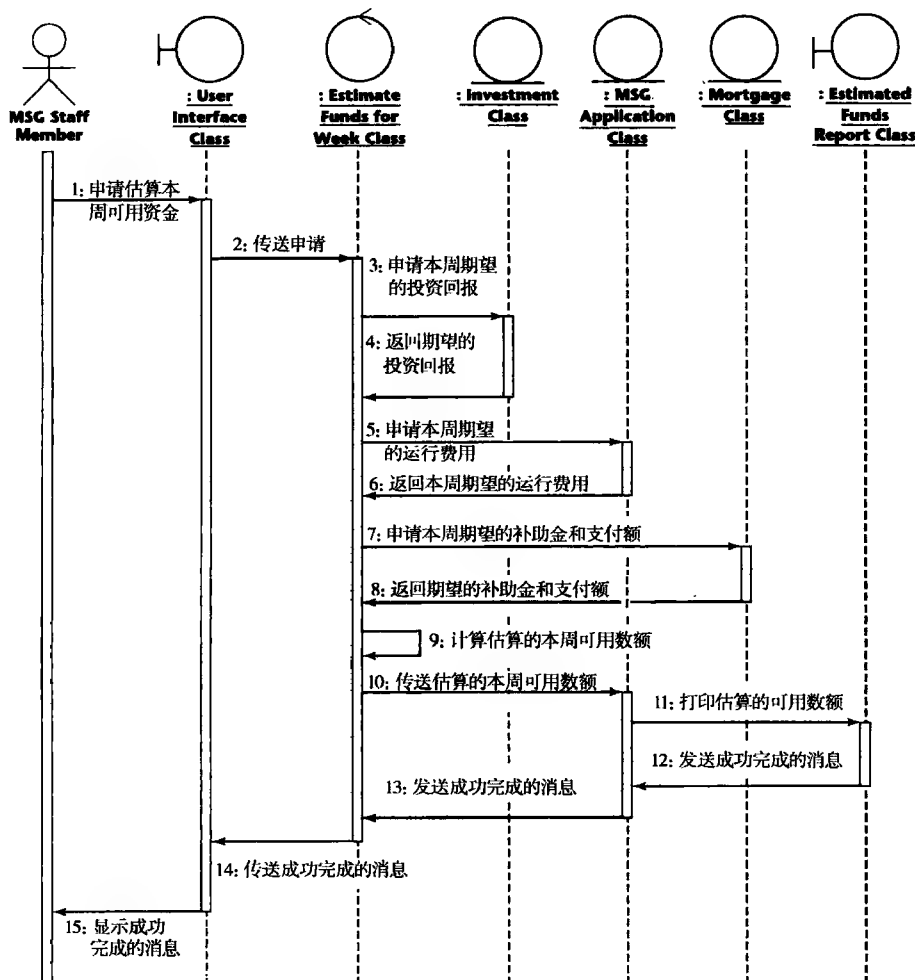 MSG Staff
Member
: User
Interface
Class
: Estimate
Funds for
Week Class
: Investment
Class
: MSG
Application
Class
: Mortgage
Class
: Estimated
Funds
Report Class
1: 申请估算本
周可用资金
2: 传送申请
3: 申请本周期望
的投资回报
4: 返回期望的
投资回报
5: 申请本周期望
的运行费用
6: 返回本周期望的运行费用
7: 申请本周期望的补助金和支付额
8: 返回期望的补助金和支付额
9: 计算估算的本周可用数额
10: 传送估算的本周可用数额
11: 打印估算的可用数额
12: 发送成功完成的消息
13: 发送成功完成的消息
14: 传送成功完成的消息
15: 显示成功
完成的消息